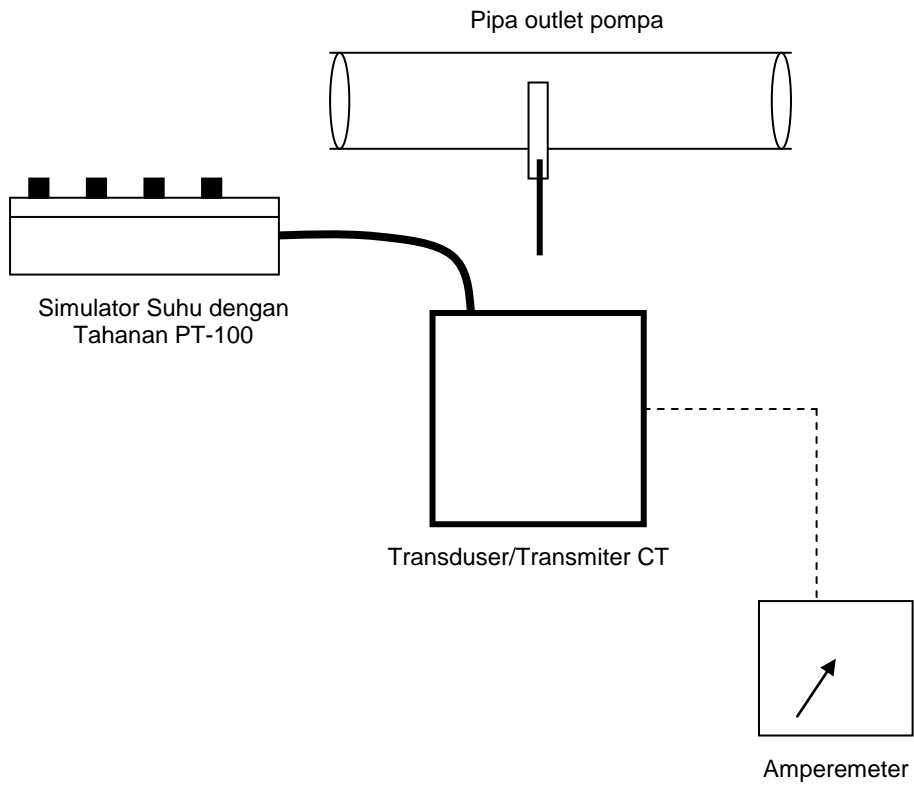 Pipa outlet pompa
Simulator Suhu dengan
Tahanan PT-100
Transduser/Transmiter CT
Amperemeter